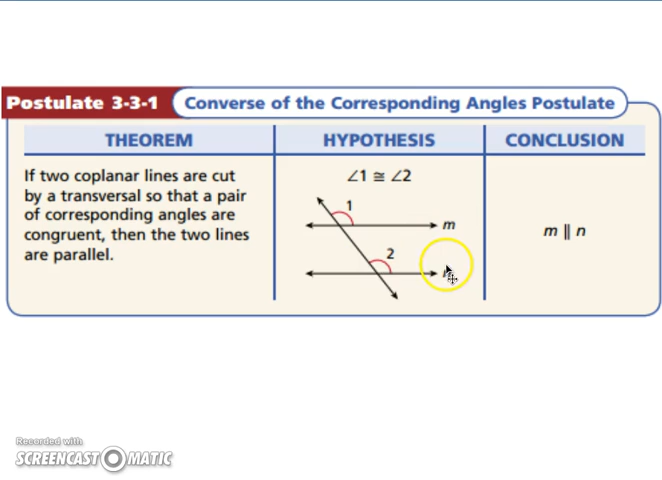 Postulate 3-3-1 Converse of the Corresponding Angles Postulate
THEOREM HYPOTHESIS CONCLUSION
If two coplanar lines are cut
by a transversal so that a pair
of corresponding angles are
congruent, then the two lines
are parallel.
∠1 ≅ ∠2
1
m
2
m ∥ n
Recorded with
SCREENCAST-O-MATIC